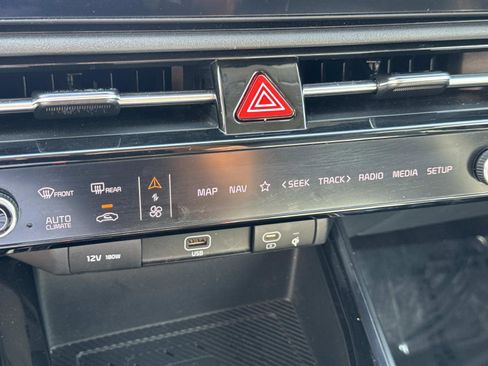 FRONT REAR MAP NAV < SEEK TRACK > RADIO MEDIA SETUP
AUTO
CLIMATE
12V 180W USB